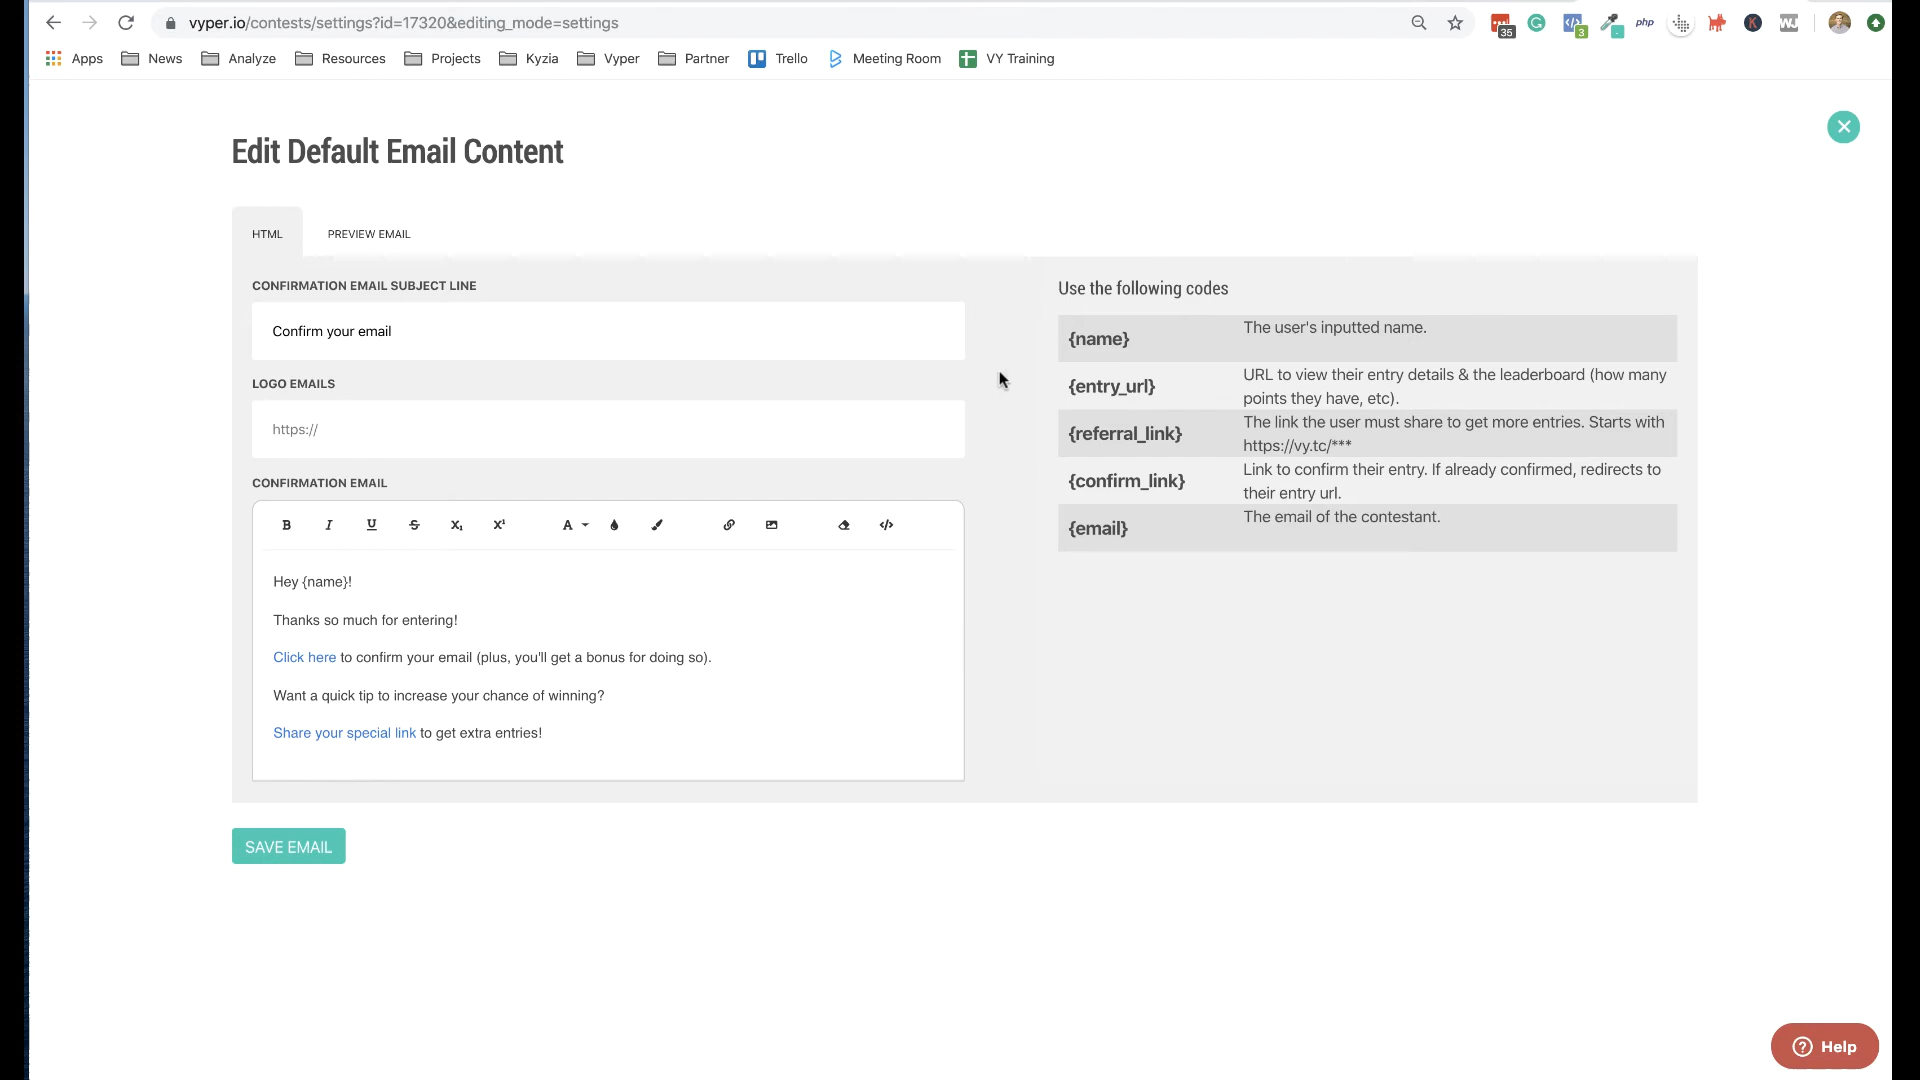 vyper.io/contests/settings?id=17320&editing_mode=settings
35
3
php
K
Apps News Analyze Resources Projects Kyzia Vyper Partner Trello Meeting Room VY Training
Edit Default Email Content
HTML PREVIEW EMAIL
CONFIRMATION EMAIL SUBJECT LINE
Confirm your email
LOGO EMAILS
https://
CONFIRMATION EMAIL
B I U S X₁ X¹ A
Hey {name}!
Thanks so much for entering!
Click here to confirm your email (plus, you'll get a bonus for doing so).
Want a quick tip to increase your chance of winning?
Share your special link to get extra entries!
Use the following codes
{name} The user's inputted name.
{entry_url} URL to view their entry details & the leaderboard (how many
points they have, etc).
{referral_link} The link the user must share to get more entries. Starts with
https://vy.tc/***
{confirm_link} Link to confirm their entry. If already confirmed, redirects to
their entry url.
{email} The email of the contestant.
SAVE EMAIL
Help